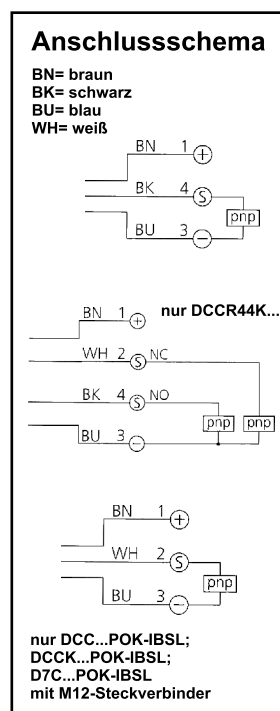 Anschlussschema
BN= braun
BK= schwarz
BU= blau
WH= weiß
BN 1 +
BK 4 S
pnp
BU 3 −
nur DCCR44K...
BN 1 +
WH 2 S NC
BK 4 S NO
pnp pnp
BU 3 −
BN 1 +
WH 2 S
pnp
BU 3 −
nur DCC...POK-IBSL;
DCCK...POK-IBSL;
D7C...POK-IBSL
mit M12-Steckverbinder